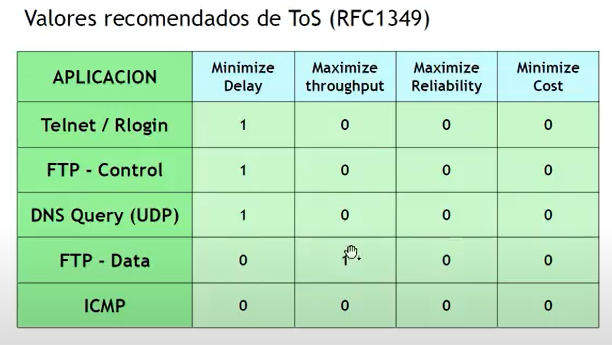 Valores recomendados de ToS (RFC1349)
APLICACION Minimize Delay Maximize throughput Maximize Reliability Minimize Cost
Telnet / Rlogin 1 0 0 0
FTP - Control 1 0 0 0
DNS Query (UDP) 1 0 0 0
FTP - Data 0 1 0 0
ICMP 0 0 0 0